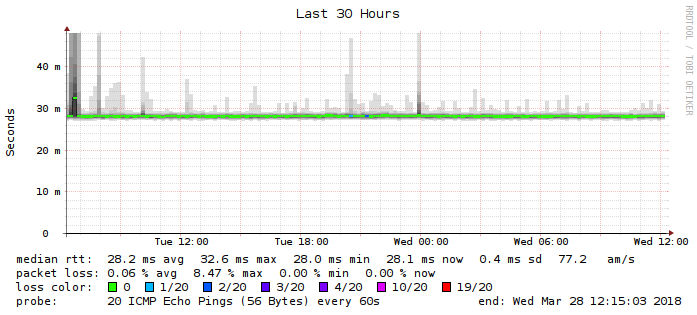 Last 30 Hours
RRDTOOL / TOBI OETIKER
Seconds
40 m
30 m
20 m
10 m
0
Tue 12:00 Tue 18:00 Wed 00:00 Wed 06:00 Wed 12:00
median rtt: 28.2 ms avg 32.6 ms max 28.0 ms min 28.1 ms now 0.4 ms sd 77.2 am/s
packet loss: 0.06 % avg 8.47 % max 0.00 % min 0.00 % now
loss color: 0 1/20 2/20 3/20 4/20 10/20 19/20
probe: 20 ICMP Echo Pings (56 Bytes) every 60s end: Wed Mar 28 12:15:03 2018